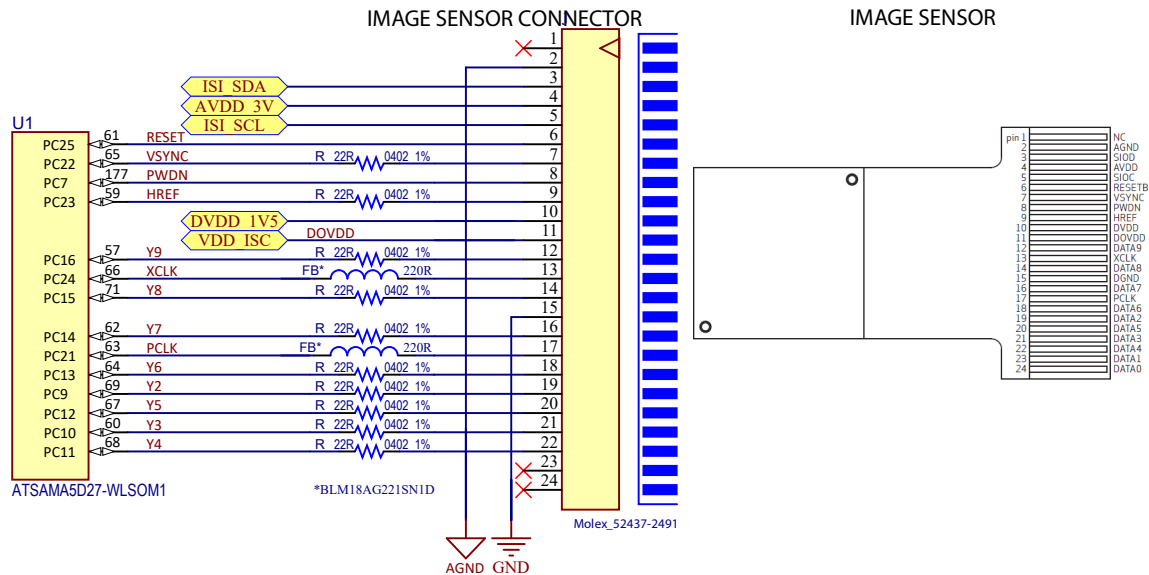 IMAGE SENSOR CONNECTOR
IMAGE SENSOR
1
2
ISI_SDA 3
AVDD_3V 4
ISI_SCL 5
U1
PC25 61 RESET 6
PC22 65 VSYNC R 22R 0402 1% 7
PC7 177 PWDN 8
PC23 59 HREF R 22R 0402 1% 9
DVDD_1V5 10
VDD_ISC DOVDD 11
PC16 57 Y9 R 22R 0402 1% 12
PC24 66 XCLK FB* 220R 13
PC15 71 Y8 R 22R 0402 1% 14
15
PC14 62 Y7 R 22R 0402 1% 16
PC21 63 PCLK FB* 220R 17
PC13 64 Y6 R 22R 0402 1% 18
PC9 69 Y2 R 22R 0402 1% 19
PC12 67 Y5 R 22R 0402 1% 20
PC10 60 Y3 R 22R 0402 1% 21
PC11 68 Y4 R 22R 0402 1% 22
23
24
ATSAMA5D27-WLSOM1
*BLM18AG221SN1D
Molex_52437-2491
AGND GND
pin 1 NC
2 AGND
3 SIOD
4 AVDD
5 SIOC
6 RESETB
7 VSYNC
8 PWDN
9 HREF
10 DVDD
11 DOVDD
12 DATA9
13 XCLK
14 DATA8
15 DGND
16 DATA7
17 PCLK
18 DATA6
19 DATA2
20 DATA5
21 DATA3
22 DATA4
23 DATA1
24 DATA0